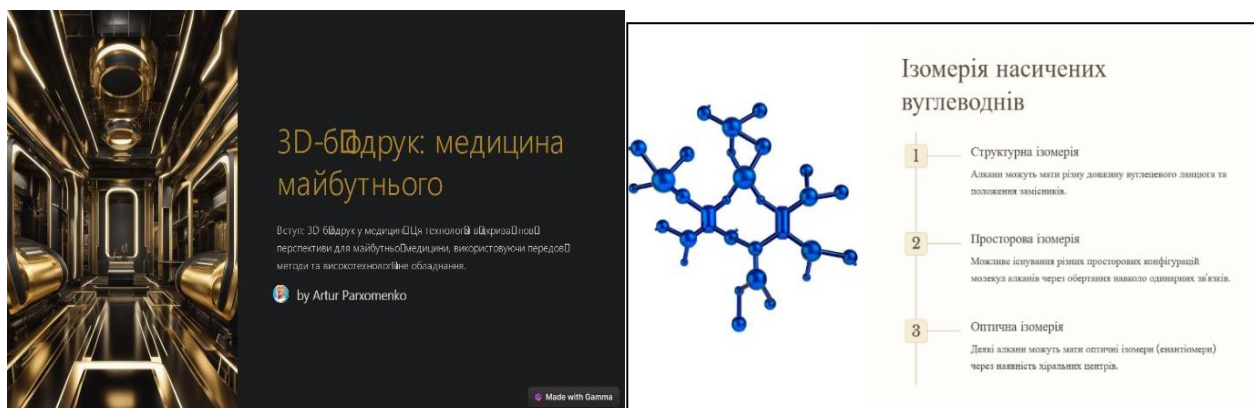 медицина
майбутнього
Вступ: у Ця
перспективи для медицини, використовуючи
методи та обладнання.
by Artur Parxomenko
Made with Gamma
Ізомерія насичених
вуглеводнів
1
Структурна ізомерія
Алкани можуть мати різну довжину вуглецевого ланцюга та
положення замісників.
2
Просторова ізомерія
Можливе існування різних просторових конфігурацій
молекул алканів через обертання навколо одинарних зв'язків.
3
Оптична ізомерія
Деякі алкани можуть мати оптичні ізомери (енантіомери)
через наявність хіральних центрів.